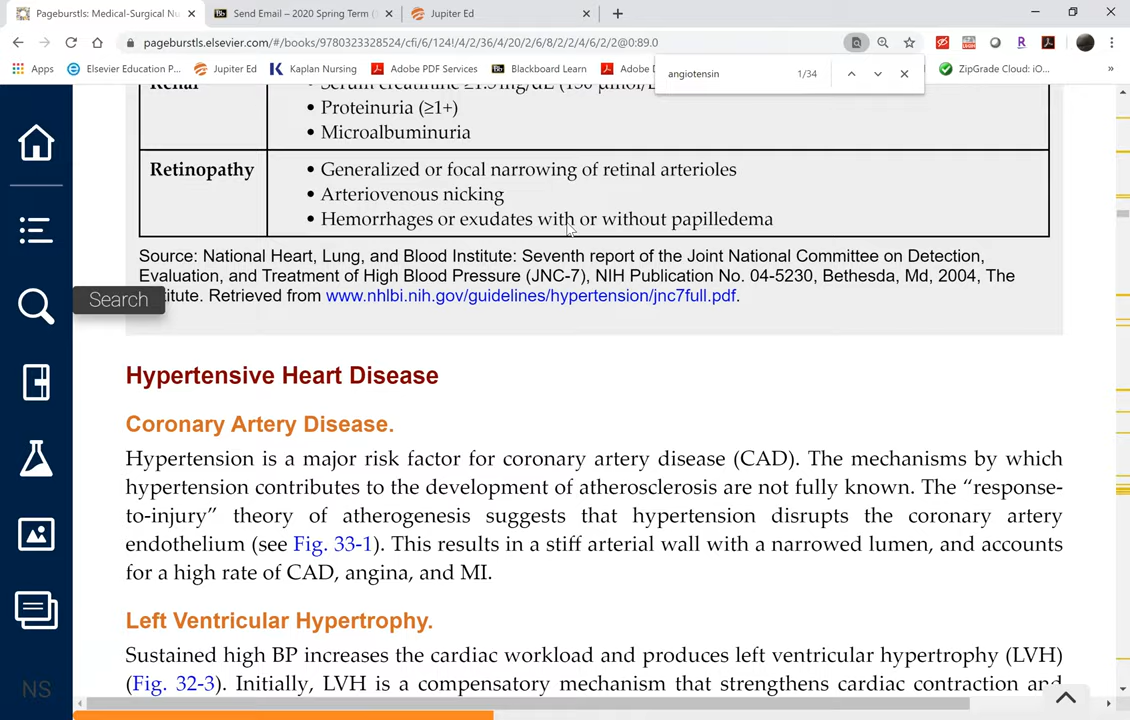 Pageburstls: Medical-Surgical Nu
Send Email – 2020 Spring Term (
Jupiter Ed
pageburstls.elsevier.com/#/books/9780323328524/cfi/6/124!/4/2/36/4/20/2/6/8/2/2/4/6/2/2@0:89.0
Apps
Elsevier Education P...
Jupiter Ed
Kaplan Nursing
Adobe PDF Services
Blackboard Learn
Adobe D
ZipGrade Cloud: iO...
»
angiotensin 1/34
Renal
• Serum creatinine ≥1.5 mg/dL (130 μmol/L
• Proteinuria (≥1+)
• Microalbuminuria
Retinopathy
• Generalized or focal narrowing of retinal arterioles
• Arteriovenous nicking
• Hemorrhages or exudates with or without papilledema
Source: National Heart, Lung, and Blood Institute: Seventh report of the Joint National Committee on Detection,
Evaluation, and Treatment of High Blood Pressure (JNC-7), NIH Publication No. 04-5230, Bethesda, Md, 2004, The
titute. Retrieved from www.nhlbi.nih.gov/guidelines/hypertension/jnc7full.pdf.
Search
Hypertensive Heart Disease
Coronary Artery Disease.
Hypertension is a major risk factor for coronary artery disease (CAD). The mechanisms by which
hypertension contributes to the development of atherosclerosis are not fully known. The “response-
to-injury” theory of atherogenesis suggests that hypertension disrupts the coronary artery
endothelium (see Fig. 33-1). This results in a stiff arterial wall with a narrowed lumen, and accounts
for a high rate of CAD, angina, and MI.
Left Ventricular Hypertrophy.
Sustained high BP increases the cardiac workload and produces left ventricular hypertrophy (LVH)
(Fig. 32-3). Initially, LVH is a compensatory mechanism that strengthens cardiac contraction and
NS